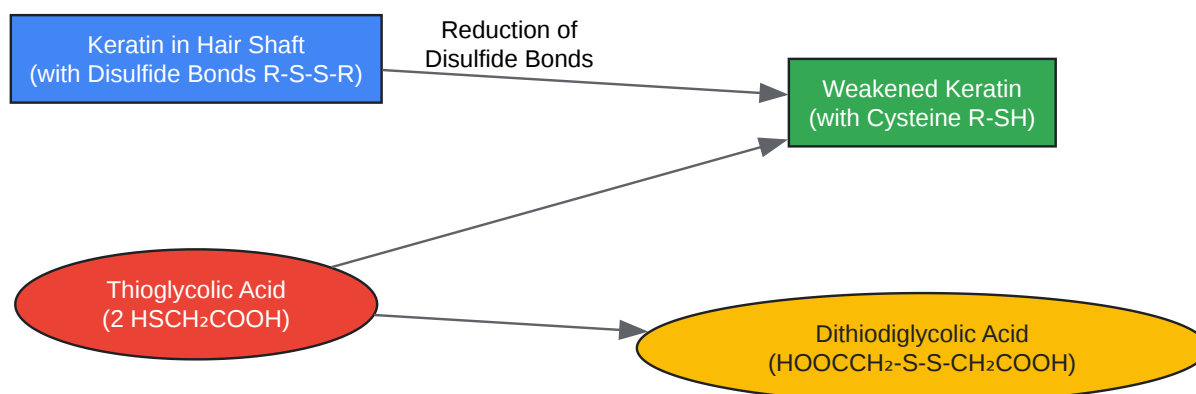 Keratin in Hair Shaft
(with Disulfide Bonds R-S-S-R)
Reduction of
Disulfide Bonds
Weakened Keratin
(with Cysteine R-SH)
Thioglycolic Acid
(2 HSCH₂COOH)
Dithiodiglycolic Acid
(HOOCCH₂-S-S-CH₂COOH)